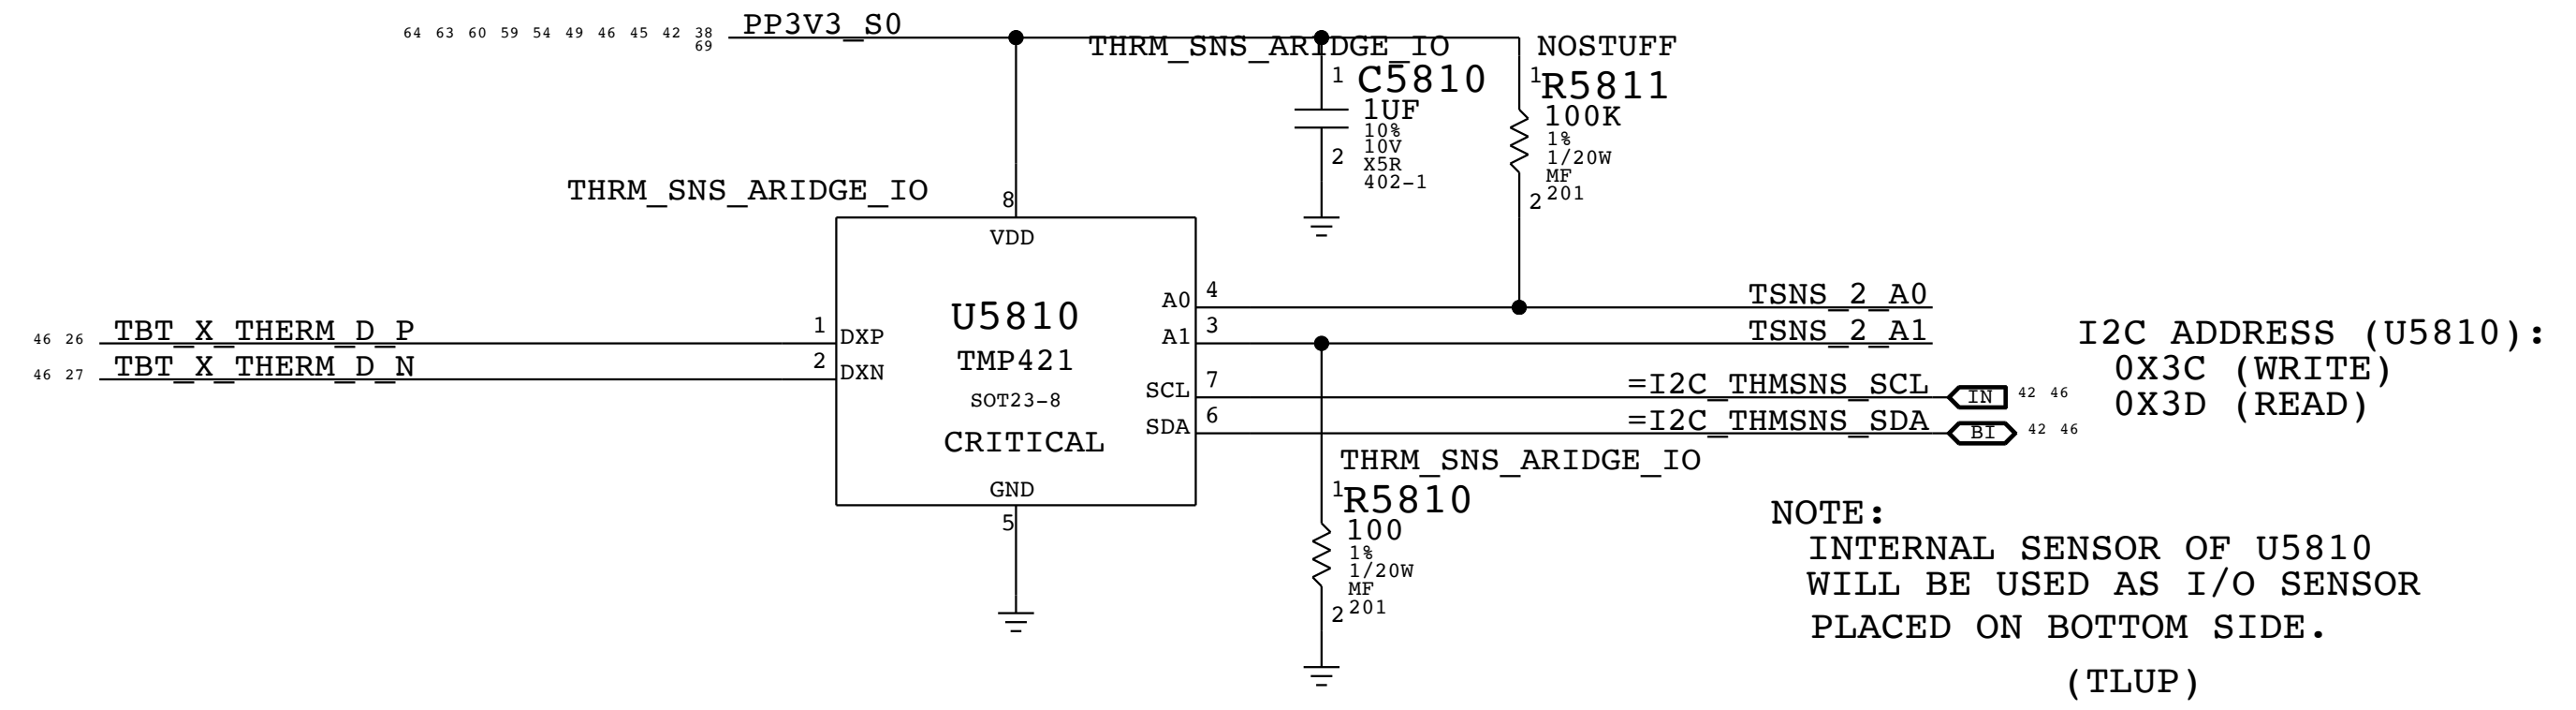 64 63 60 59 54 49 46 45 42 38
69
PP3V3_S0
THRM_SNS_ARIDGE_IO
1 C5810
1UF
10%
10V
X5R
402-1
2
NOSTUFF
1 R5811
100K
1%
1/20W
MF
201
2
THRM_SNS_ARIDGE_IO
8
VDD
U5810
TMP421
SOT23-8
CRITICAL
GND
5
46 26 TBT_X_THERM_D_P 1 DXP
46 27 TBT_X_THERM_D_N 2 DXN
A0 4 TSNS_2_A0
A1 3 TSNS_2_A1
SCL 7 =I2C_THMSNS_SCL IN 42 46
SDA 6 =I2C_THMSNS_SDA BI 42 46
I2C ADDRESS (U5810):
0X3C (WRITE)
0X3D (READ)
THRM_SNS_ARIDGE_IO
1 R5810
100
1%
1/20W
MF
201
2
NOTE:
INTERNAL SENSOR OF U5810
WILL BE USED AS I/O SENSOR
PLACED ON BOTTOM SIDE.
(TLUP)